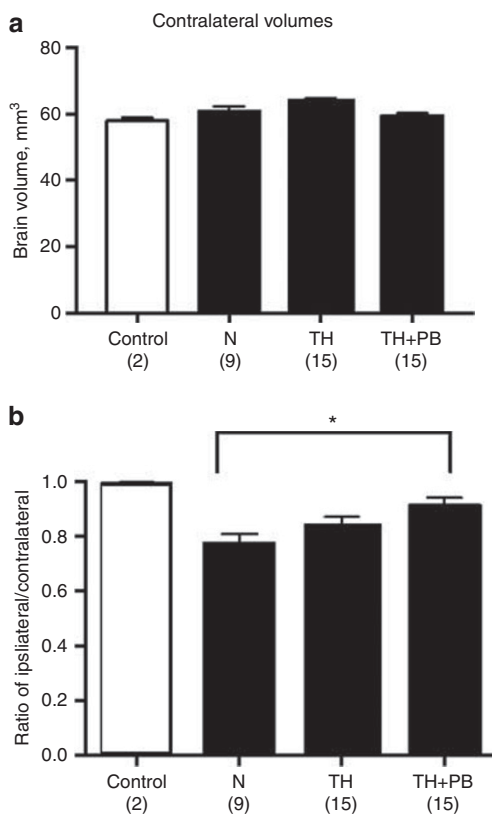 a
Contralateral volumes
Brain volume, mm³
80
60
40
20
0
Control N TH TH+PB
(2) (9) (15) (15)
b
*
Ratio of ipsliateral/contralateral
1.0
0.8
0.6
0.4
0.2
0.0
Control N TH TH+PB
(2) (9) (15) (15)